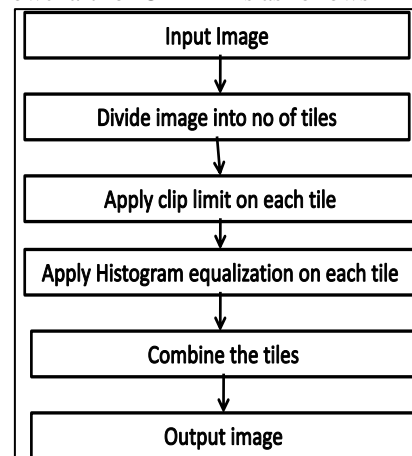 Input Image
Divide image into no of tiles
Apply clip limit on each tile
Apply Histogram equalization on each tile
Combine the tiles
Output image